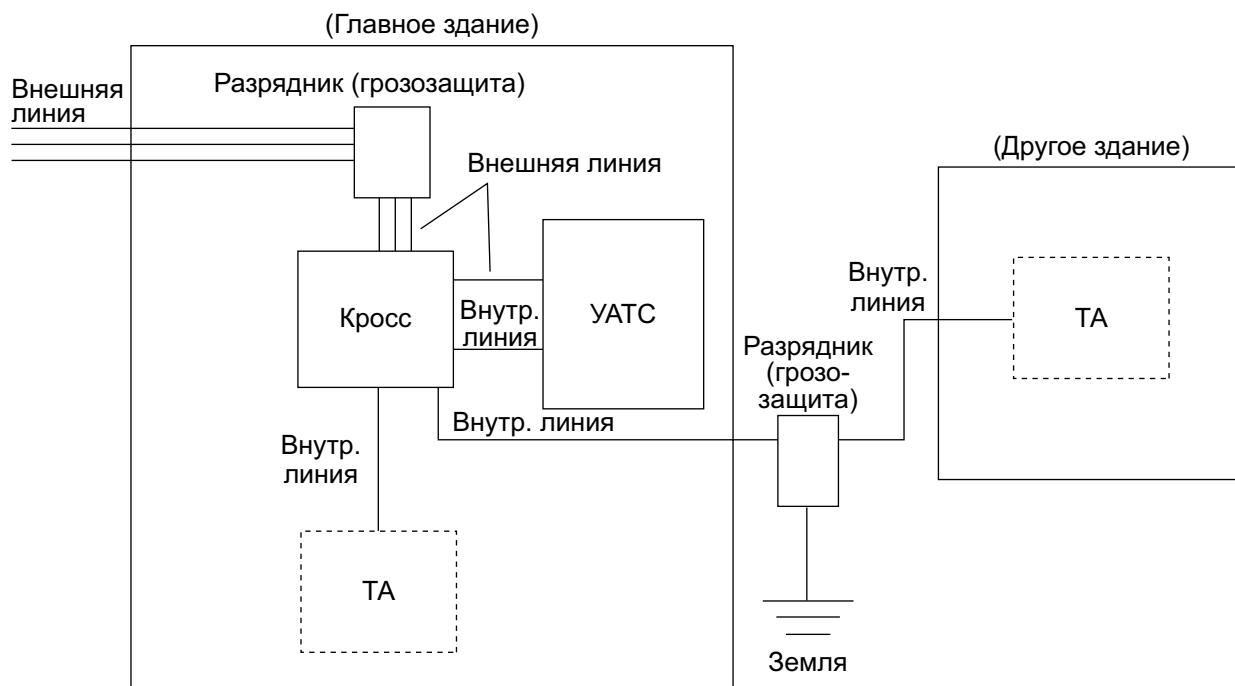 (Главное здание)
Внешняя
линия
Разрядник (грозозащита)
Внешняя линия
(Другое здание)
Кросс
Внутр.
линия
УАТС
Внутр.
линия
ТА
Разрядник
(грозо-
защита)
Внутр. линия
Внутр.
линия
ТА
Земля